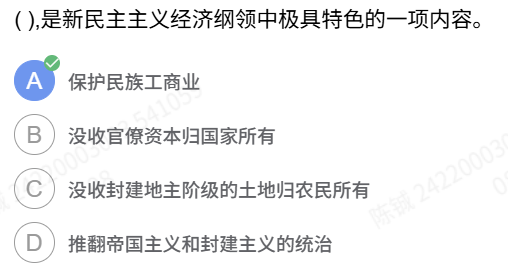 ( ),是新民主主义经济纲领中极具特色的一项内容。
A 保护民族工商业
B 没收官僚资本归国家所有
C 没收封建地主阶级的土地归农民所有
D 推翻帝国主义和封建主义的统治